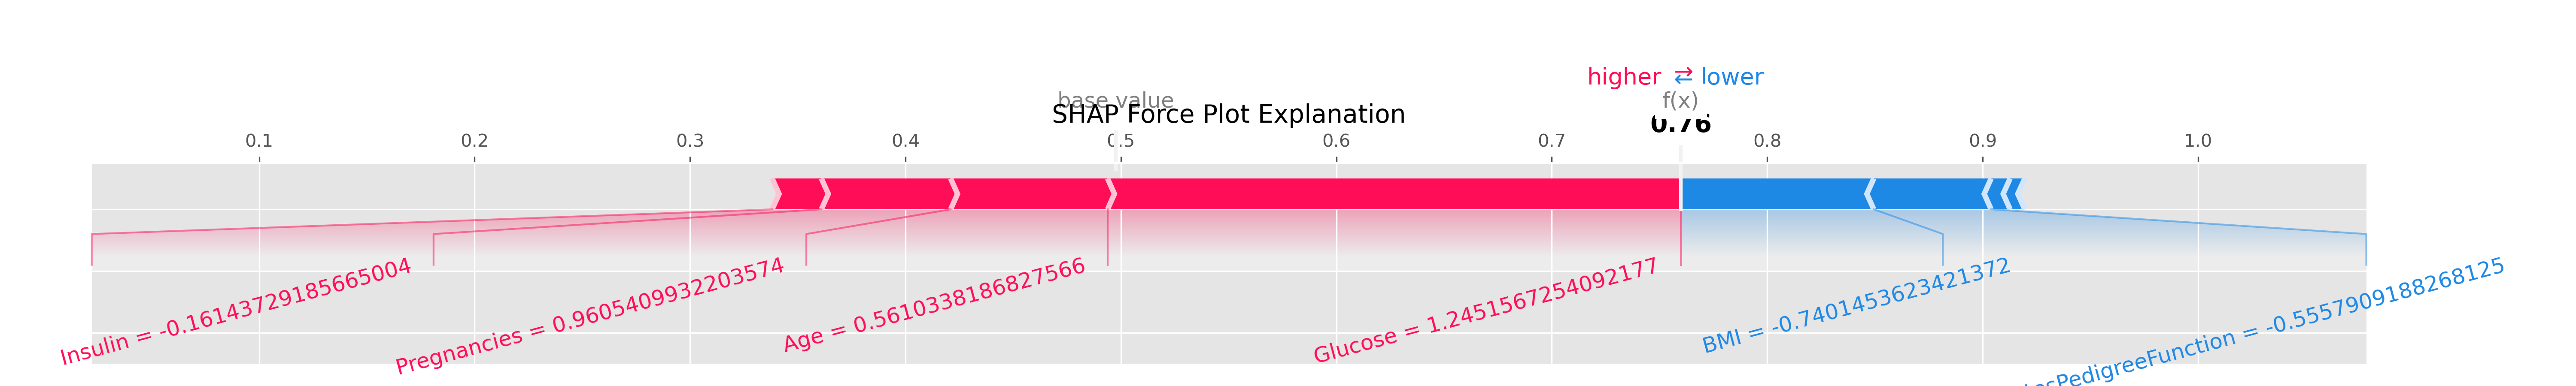 higher ⇄ lower
base value
f(x)
SHAP Force Plot Explanation
0.76
0.1 0.2 0.3 0.4 0.5 0.6 0.7 0.8 0.9 1.0
Insulin = -0.16143729185665004
Pregnancies = 0.9605409932203574
Age = 0.5610338186827566
Glucose = 1.2451567254092177
BMI = -0.7401453623421372
PedigreeFunction = -0.5557909188268125